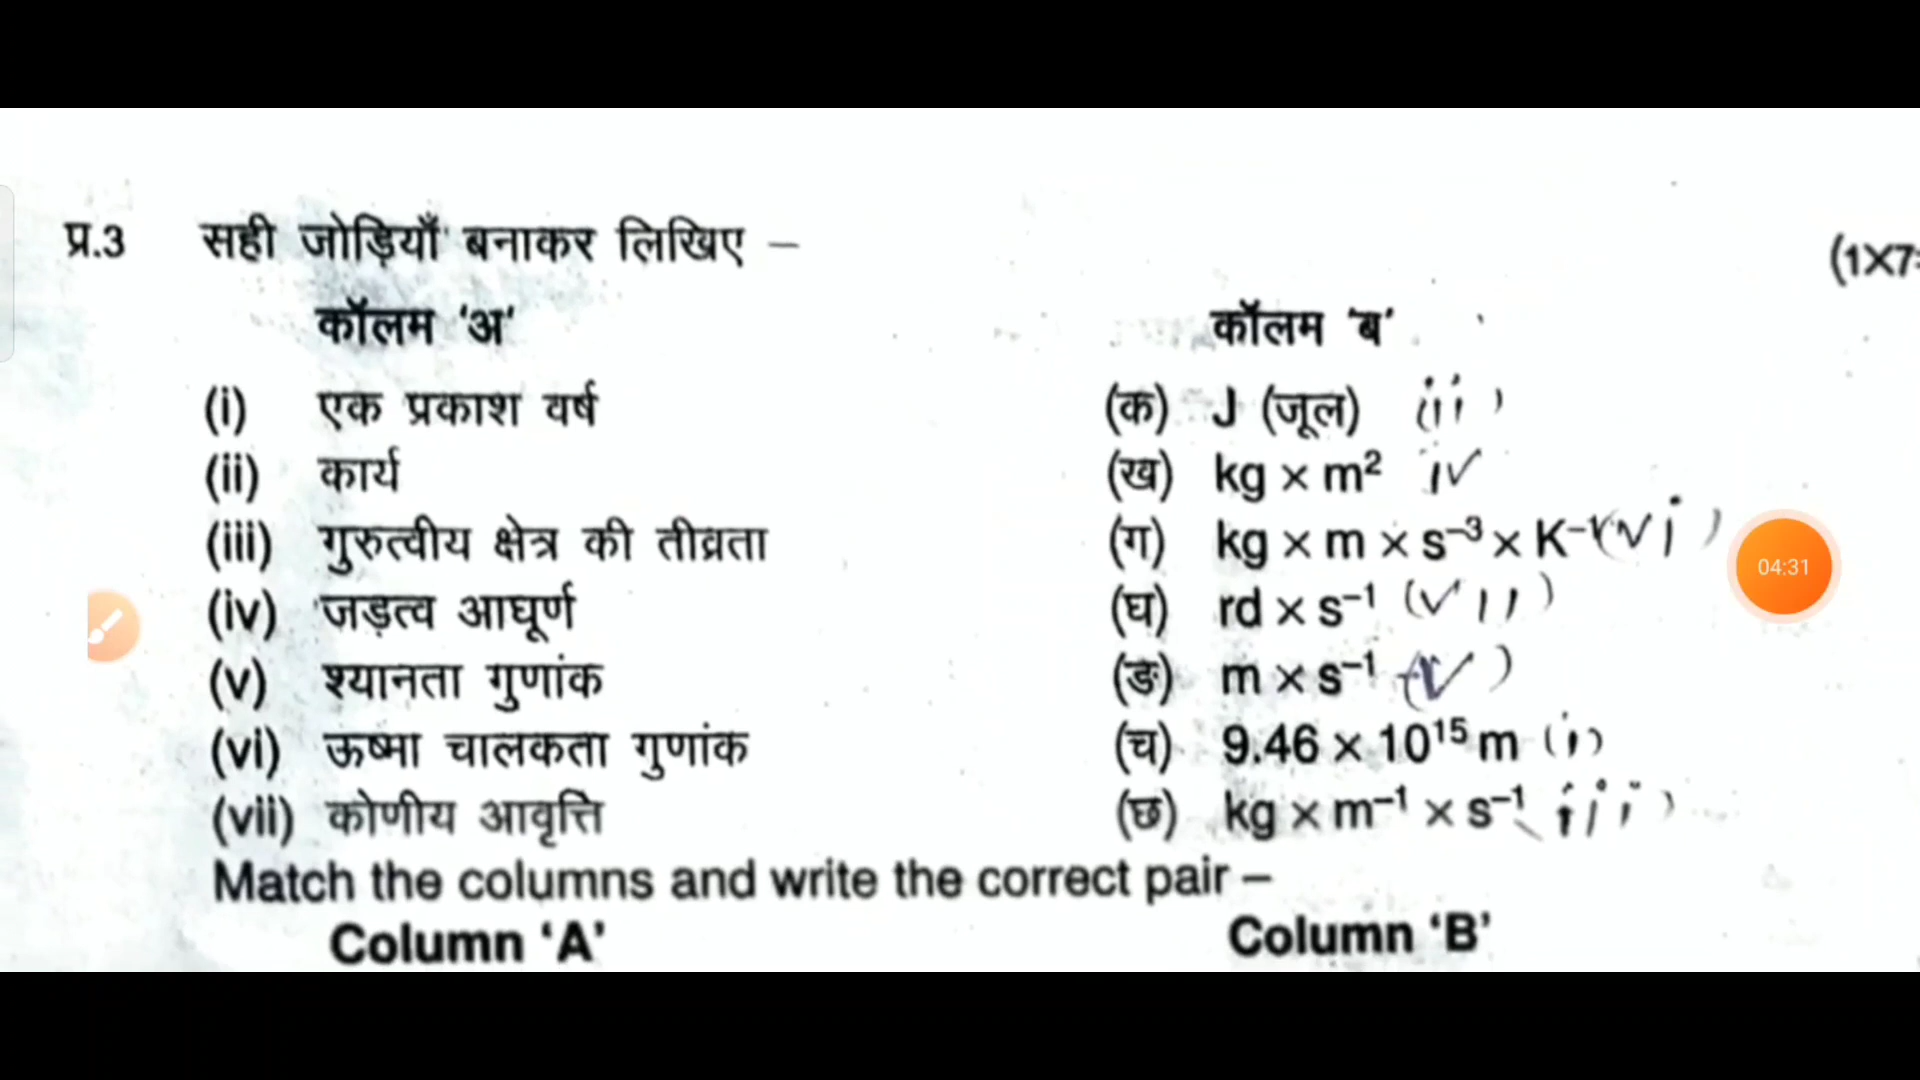 प्र.3 सही जोड़ियाँ बनाकर लिखिए – (1X7=
कॉलम 'अ' कॉलम 'ब'
(i) एक प्रकाश वर्ष (क) J (जूल) (ii)
(ii) कार्य (ख) kg × m² iv
(iii) गुरुत्वीय क्षेत्र की तीव्रता (ग) kg × m × s⁻³ × K⁻¹ (vi)
(iv) जड़त्व आघूर्ण (घ) rd × s⁻¹ (vii)
(v) श्यानता गुणांक (ङ) m × s⁻¹ (v)
(vi) ऊष्मा चालकता गुणांक (च) 9.46 × 10¹⁵ m (i)
(vii) कोणीय आवृत्ति (छ) kg × m⁻¹ × s⁻¹ (iii)
Match the columns and write the correct pair –
Column 'A' Column 'B'
04:31